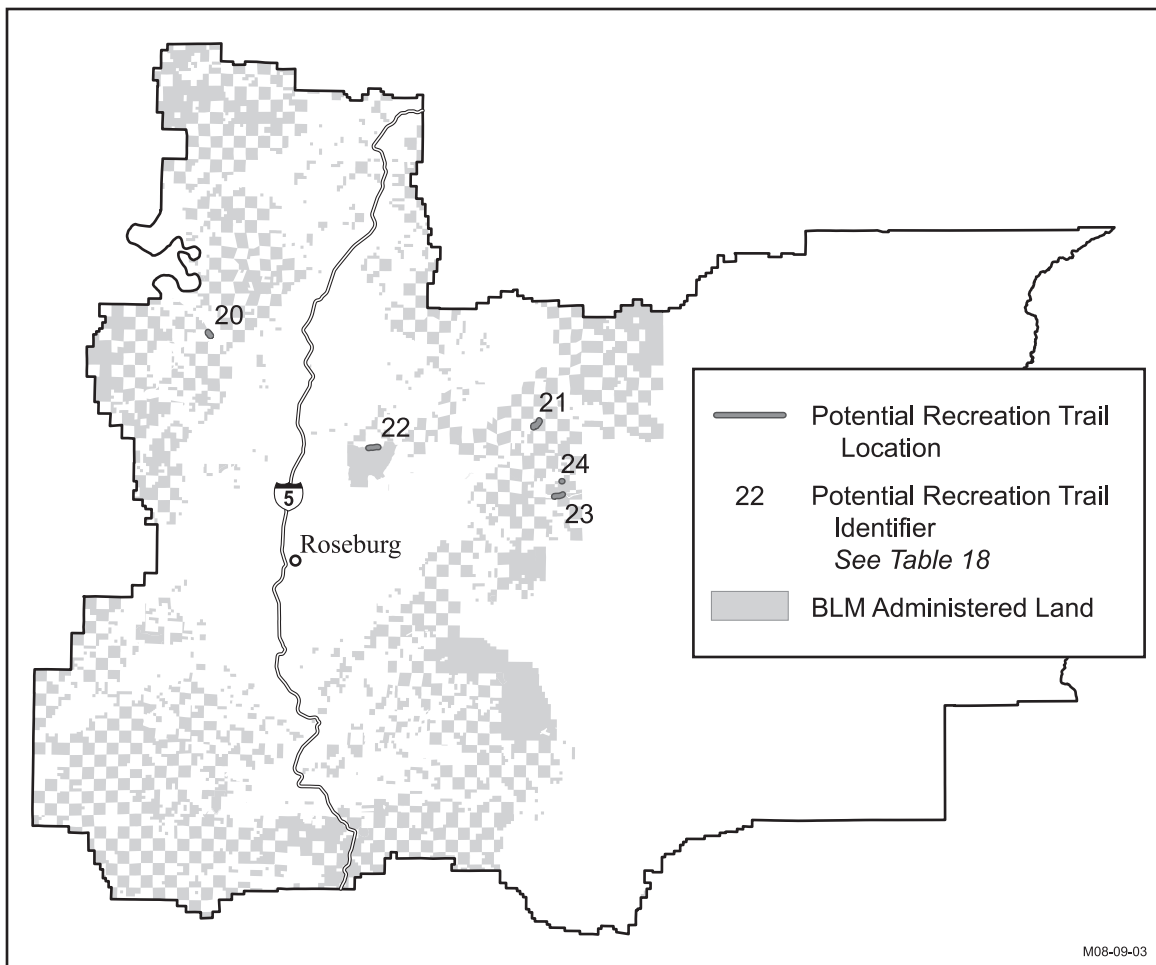 20
21
22
24
23
5
Roseburg
Potential Recreation Trail
Location
22
Potential Recreation Trail
Identifier
See Table 18
BLM Administered Land
M08-09-03